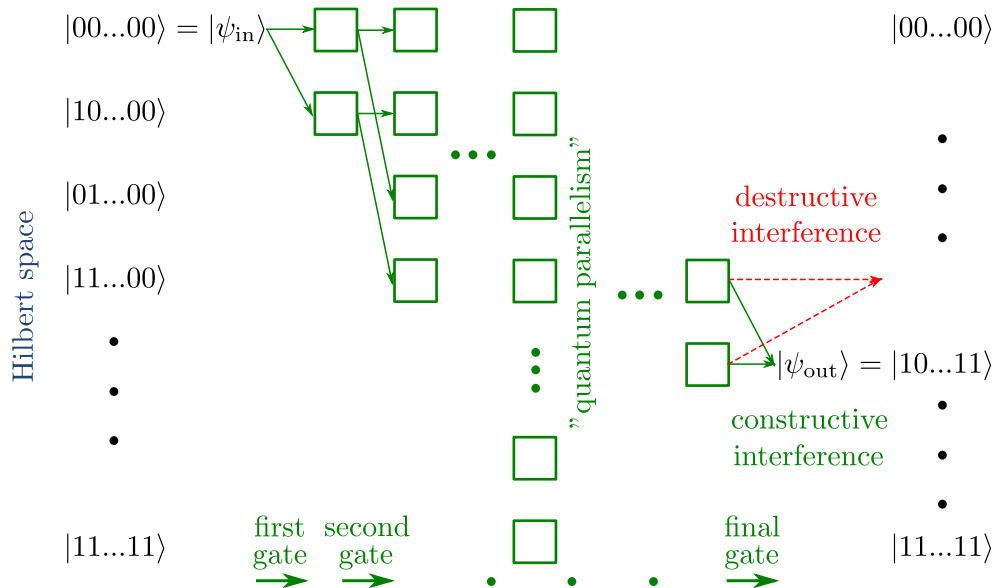 |00...00⟩ = |ψin⟩
|10...00⟩
|01...00⟩
|11...00⟩
|11...11⟩
Hilbert space
"quantum parallelism"
|00...00⟩
destructive
interference
|ψout⟩ = |10...11⟩
constructive
interference
|11...11⟩
first
gate
second
gate
final
gate